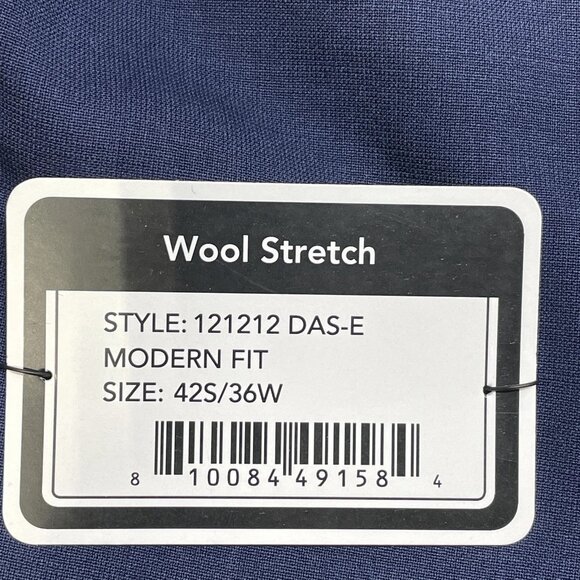 Wool Stretch
STYLE: 121212 DAS-E
MODERN FIT
SIZE: 42S/36W
8 10084 49158 4